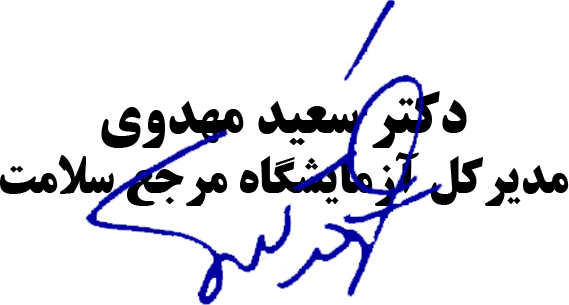 دکتر سعید مهدوی
مدیرکل آزمایشگاه مرجع سلامت